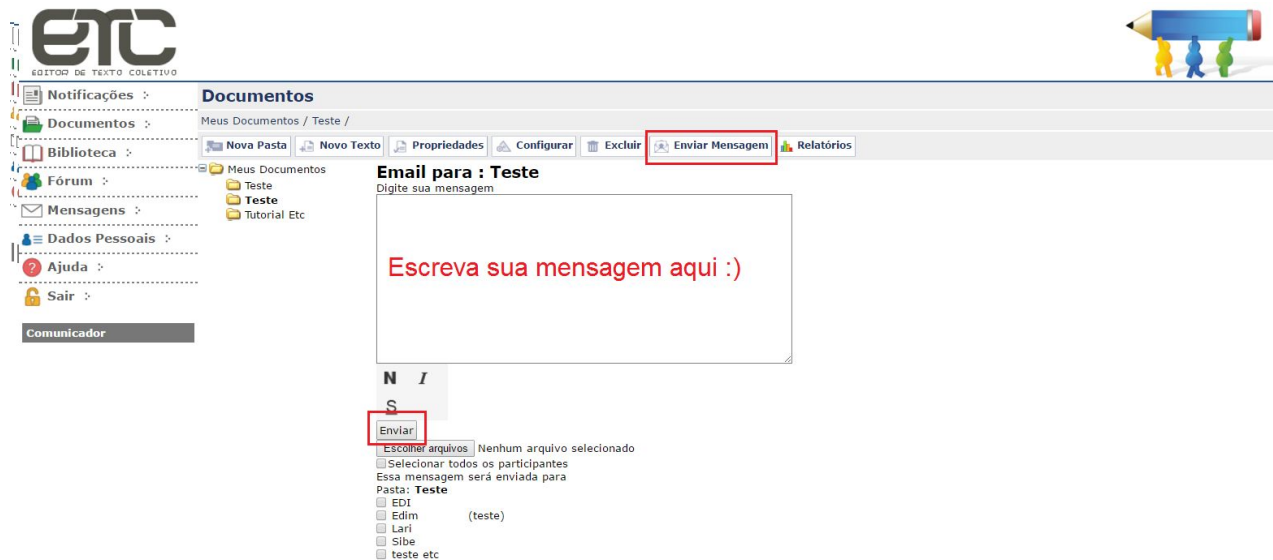 ETC
EDITOR DE TEXTO COLETIVO
Notificações
Documentos
Biblioteca
Fórum
Mensagens
Dados Pessoais
Ajuda
Sair
Comunicador
Documentos
Meus Documentos / Teste /
Nova Pasta Novo Texto Propriedades Configurar Excluir Enviar Mensagem Relatórios
Meus Documentos
Teste
Teste
Tutorial Etc
Email para : Teste
Digite sua mensagem
Escreva sua mensagem aqui :)
N I
S
Enviar
Escolher arquivos Nenhum arquivo selecionado
Selecionar todos os participantes
Essa mensagem será enviada para
Pasta: Teste
EDI
Edim (teste)
Lari
Sibe
teste etc